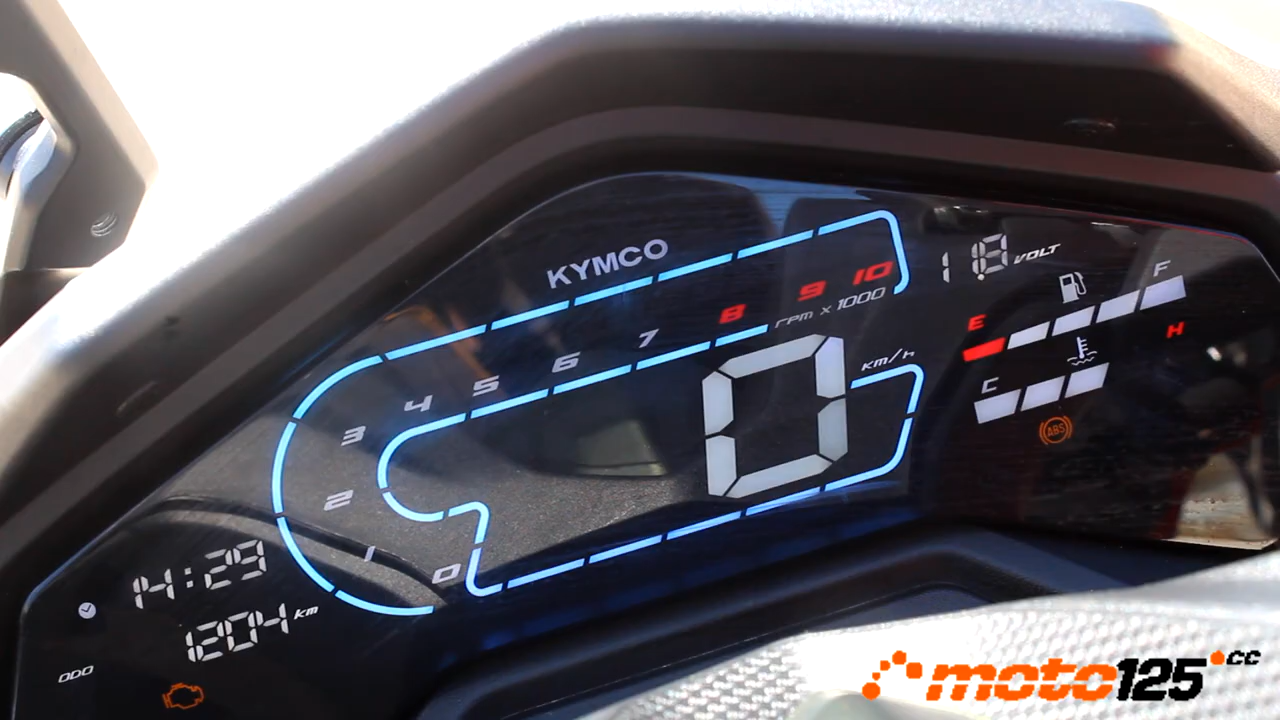 KYMCO
0 1 2 3 4 5 6 7 8 9 10
rpm x 1000
VOLT
km/h
0
E F
C H
ABS
14:29
1204 km
ODO
moto125.cc